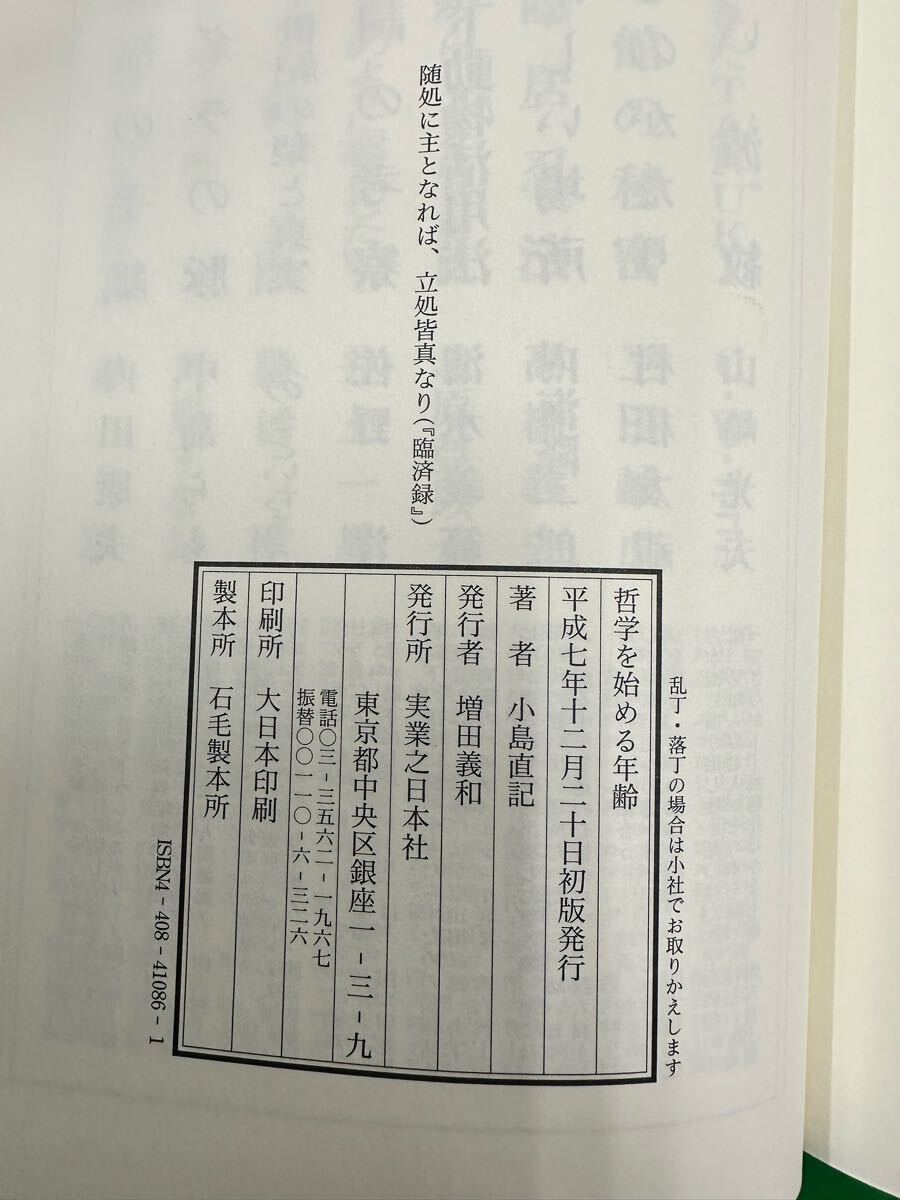 乱丁・落丁の場合は小社でお取りかえします
哲学を始める年齢
平成七年十二月二十日初版発行
著　者　小島直記
発行者　増田義和
発行所　実業之日本社
東京都中央区銀座一-三-九
電話〇三-三五六二-一九六七
振替〇〇一一〇-六-三二六
印刷所　大日本印刷
製本所　石毛製本所
ISBN4-408-41086-1
随処に主となれば、立処皆真なり(『臨済録』)